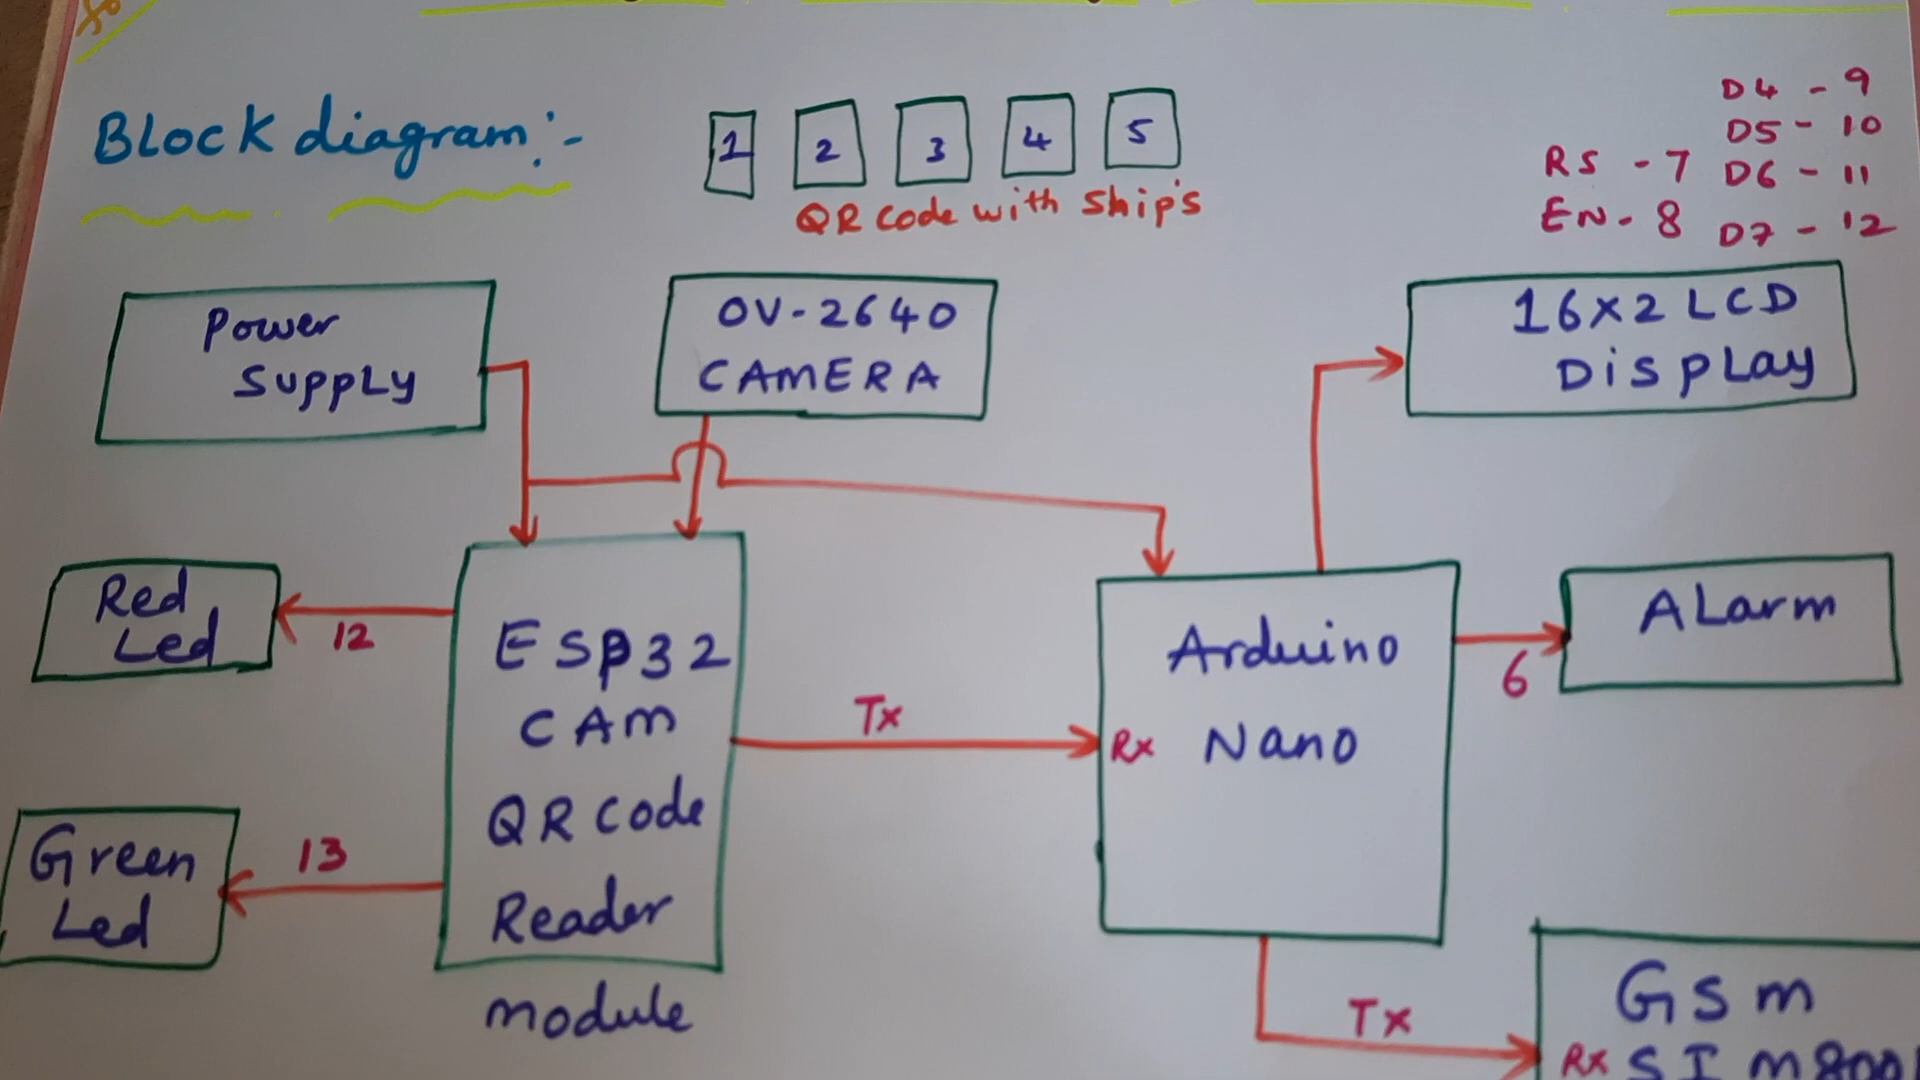 Block diagram:-
1 2 3 4 5
QR code with Ship's
D4 - 9
D5 - 10
RS - 7 D6 - 11
EN - 8 D7 - 12
Power
Supply
OV-2640
CAMERA
16x2 LCD
Display
Red
Led
12
ESP32
CAM
QR code
Reader
module
Tx
Rx
Arduino
Nano
6
ALarm
Green
Led
13
Tx
Gsm
Rx SIM800